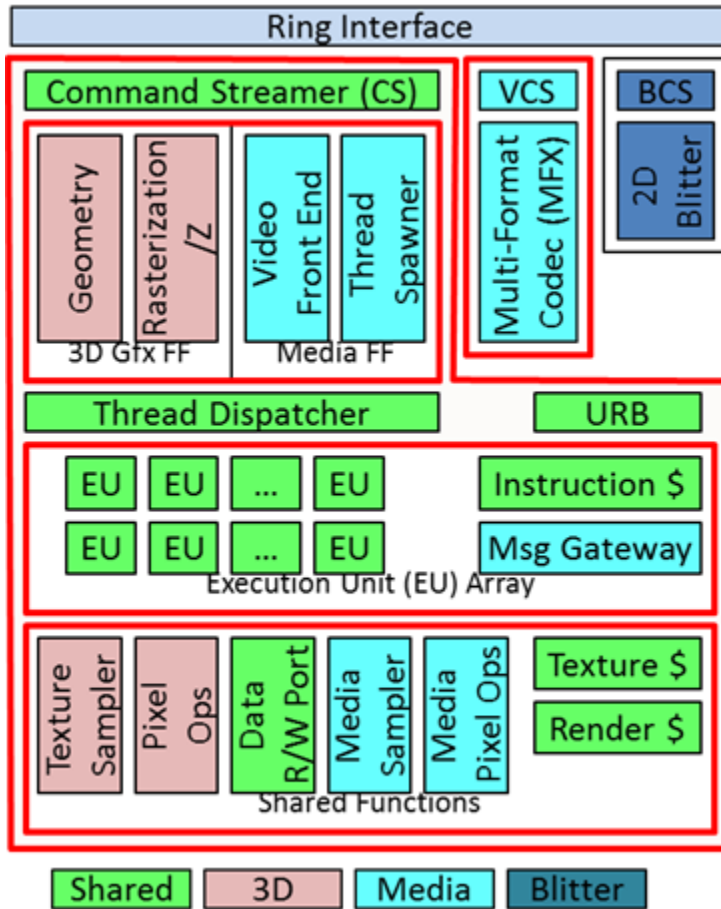 Ring Interface
Command Streamer (CS)
VCS
BCS
Geometry
Rasterization
/Z
Video
Front End
Thread
Spawner
Multi-Format
Codec (MFX)
2D
Blitter
3D Gfx FF
Media FF
Thread Dispatcher
URB
EU
EU
...
EU
Instruction $
EU
EU
...
EU
Msg Gateway
Execution Unit (EU) Array
Texture
Sampler
Pixel
Ops
Data
R/W Port
Media
Sampler
Media
Pixel Ops
Texture $
Render $
Shared Functions
Shared
3D
Media
Blitter